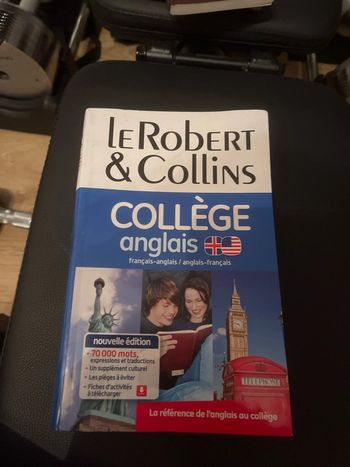 LE ROBERT
& COLLINS
COLLÈGE
anglais
français-anglais / anglais-français
nouvelle édition
• 70 000 mots,
expressions et traductions
• Un supplément culturel
• Les pièges à éviter
• Fiches d'activités
à télécharger
TELEPHONE
La référence de l'anglais au collège